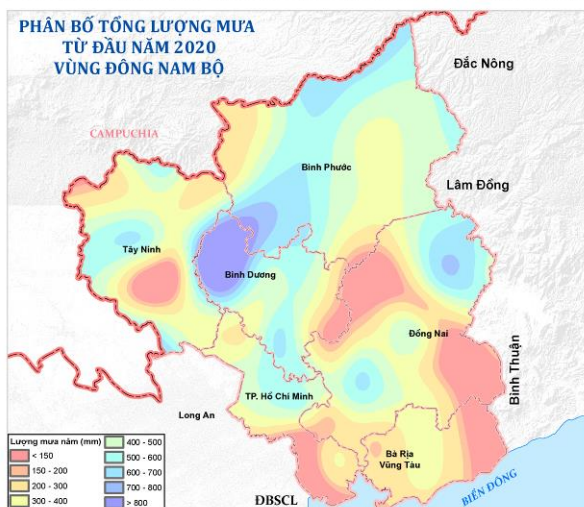 PHÂN BỐ TỔNG LƯỢNG MƯA
TỪ ĐẦU NĂM 2020
VÙNG ĐÔNG NAM BỘ
Đắc Nông
CAMPUCHIA
Bình Phước
Lâm Đồng
Tây Ninh
Bình Dương
Đồng Nai
Bình Thuận
TP. Hồ Chí Minh
Long An
Bà Rịa
Vũng Tàu
ĐBSCL
BIỂN ĐÔNG
Lượng mưa năm (mm)
< 150
150 - 200
200 - 300
300 - 400
400 - 500
500 - 600
600 - 700
700 - 800
> 800